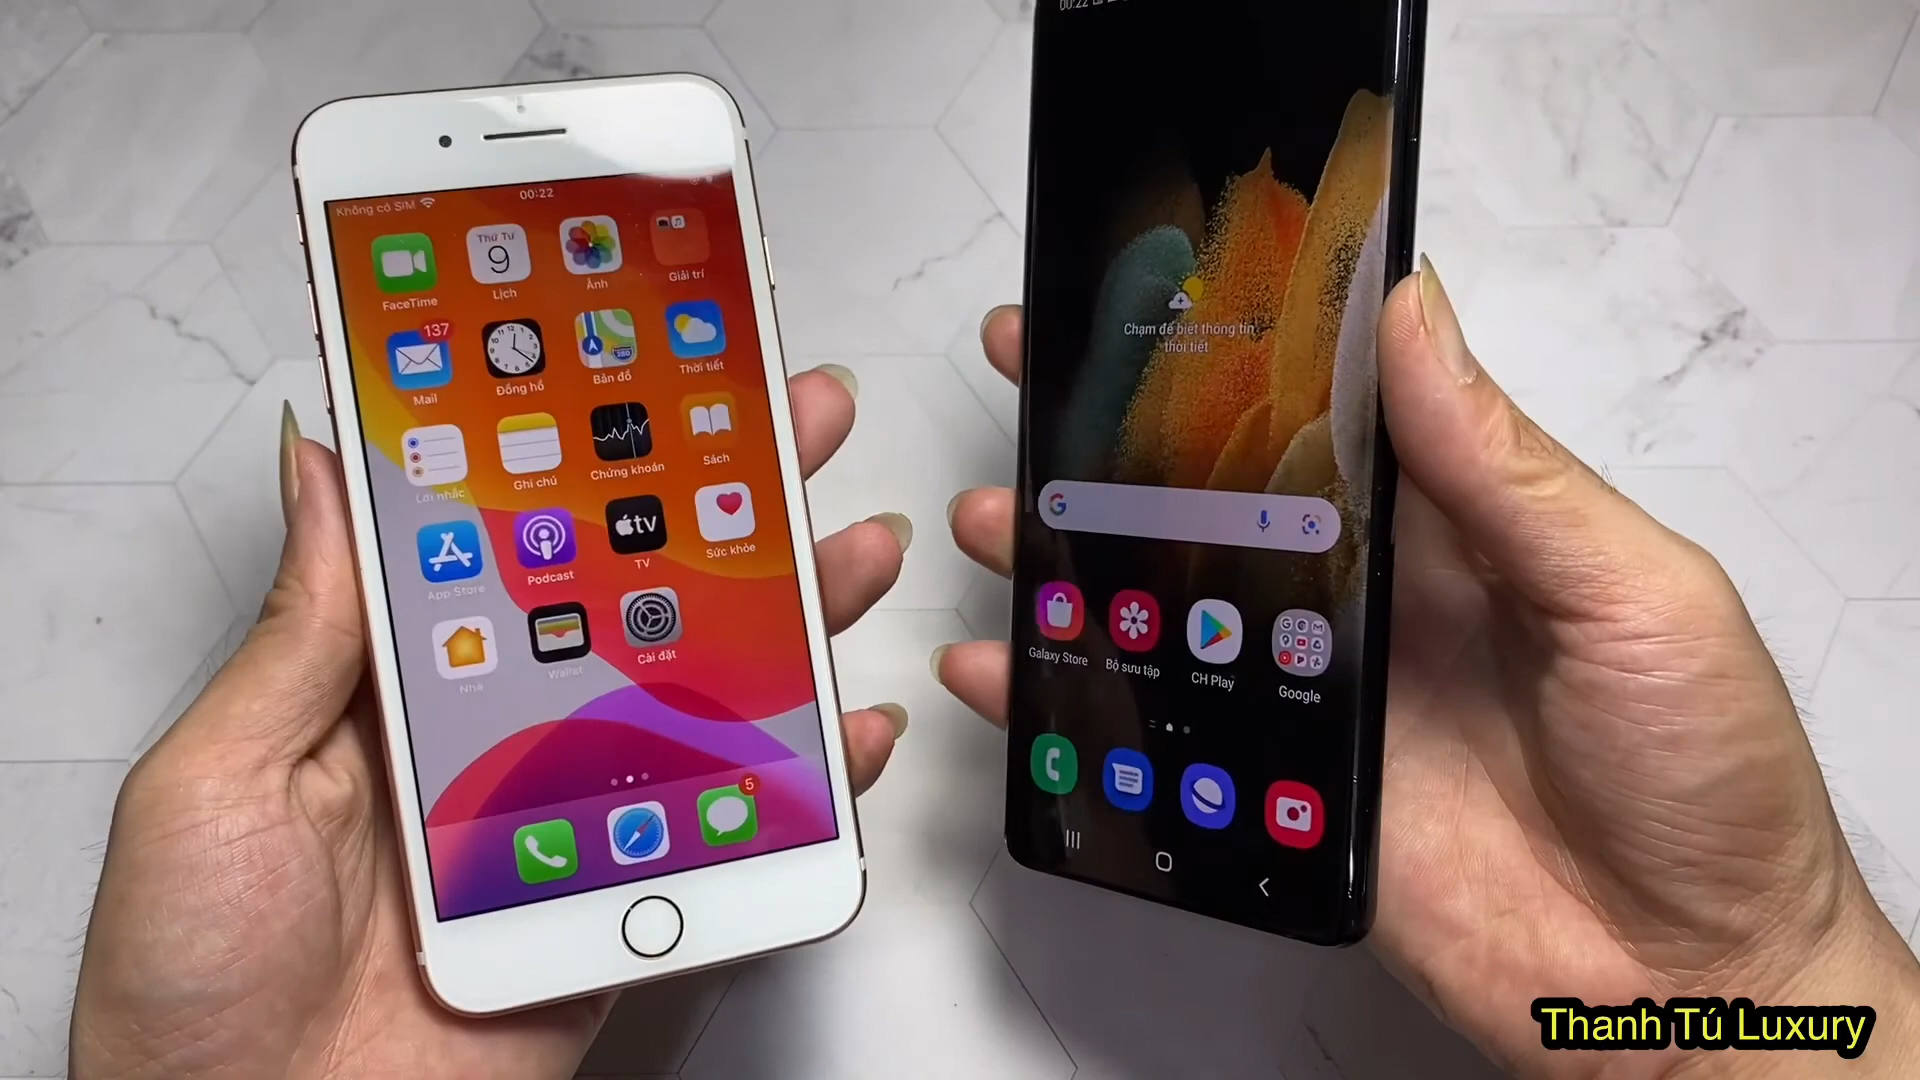 Không có SIM
00:22
FaceTime
Thứ Tư
9
Lịch
Ảnh
Giải trí
137
Mail
Đồng hồ
280
Bản đồ
Thời tiết
Lời nhắc
Ghi chú
Chứng khoán
Sách
App Store
Podcast
tv
TV
Sức khỏe
Nhà
Wallet
Cài đặt
5
00:22
Chạm để biết thông tin
thời tiết
Galaxy Store
Bộ sưu tập
CH Play
Google
Thanh Tú Luxury